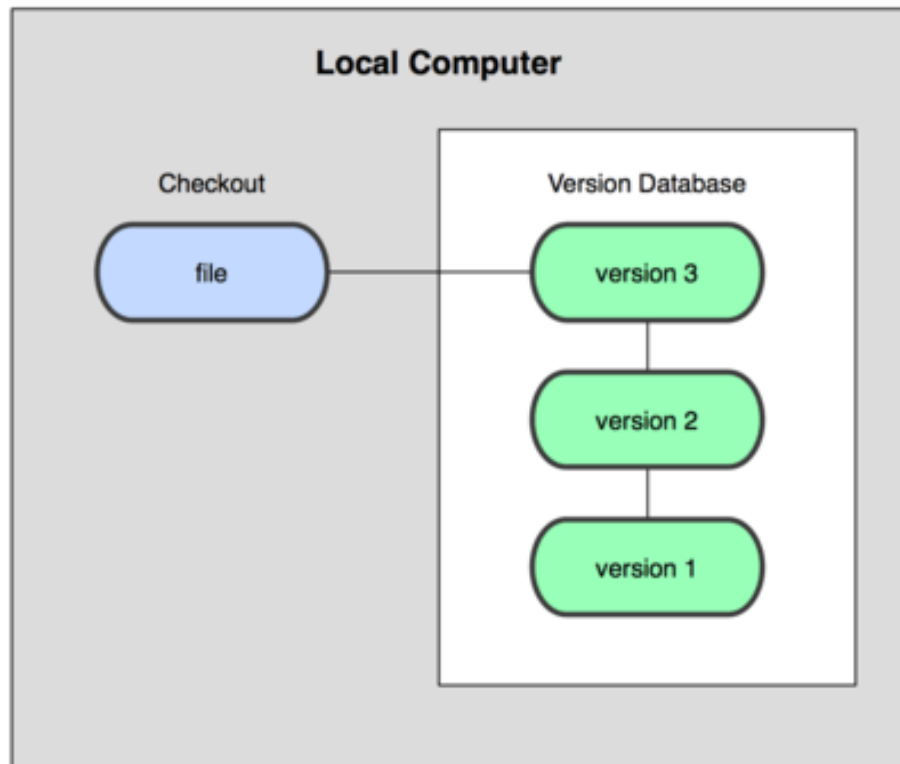 Local Computer
Checkout
Version Database
file
version 3
version 2
version 1